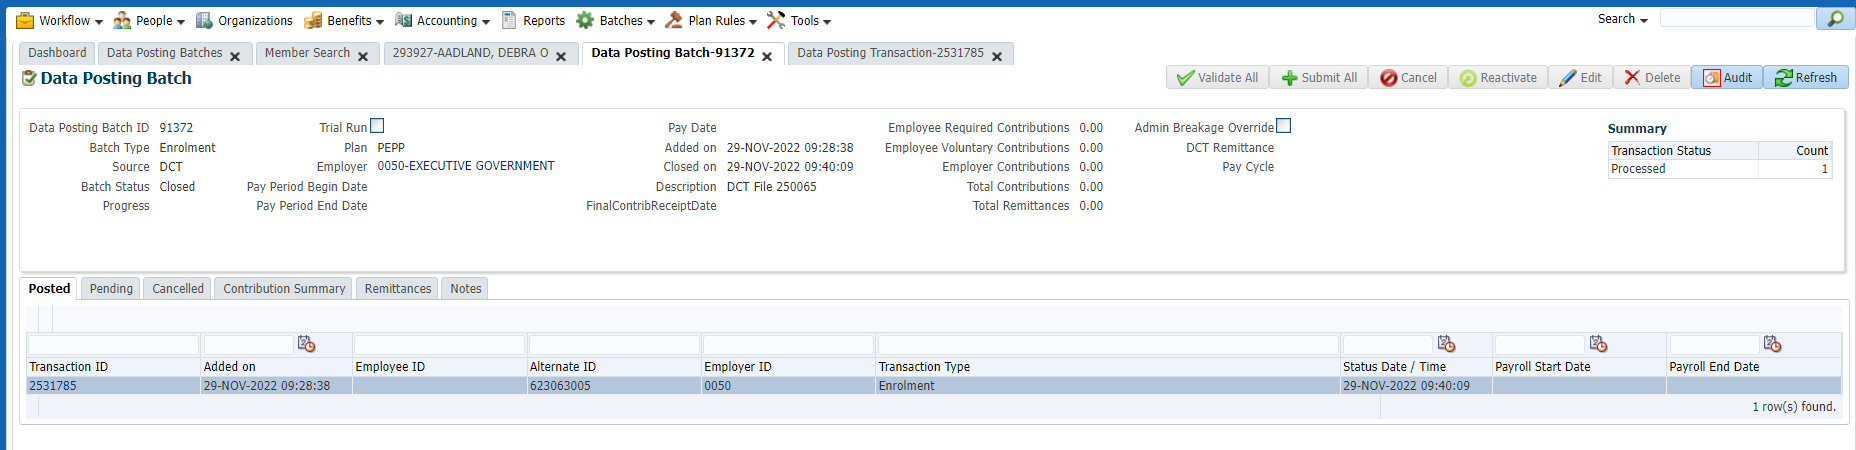 Workflow People Organizations Benefits Accounting Reports Batches Plan Rules Tools Search
Dashboard Data Posting Batches Member Search 293927-AADLAND, DEBRA O Data Posting Batch-91372 Data Posting Transaction-2531785
Data Posting Batch Validate All Submit All Cancel Reactivate Edit Delete Audit Refresh
Data Posting Batch ID 91372 Trial Run Pay Date Employee Required Contributions 0.00 Admin Breakage Override Summary
Batch Type Enrolment Plan PEPP Added on 29-NOV-2022 09:28:38 Employee Voluntary Contributions 0.00 DCT Remittance Transaction Status Count
Source DCT Employer 0050-EXECUTIVE GOVERNMENT Closed on 29-NOV-2022 09:40:09 Employer Contributions 0.00 Pay Cycle Processed 1
Batch Status Closed Pay Period Begin Date Description DCT File 250065 Total Contributions 0.00
Progress Pay Period End Date FinalContribReceiptDate Total Remittances 0.00
Posted Pending Cancelled Contribution Summary Remittances Notes
Transaction ID Added on Employee ID Alternate ID Employer ID Transaction Type Status Date / Time Payroll Start Date Payroll End Date
2531785 29-NOV-2022 09:28:38 623063005 0050 Enrolment 29-NOV-2022 09:40:09
1 row(s) found.